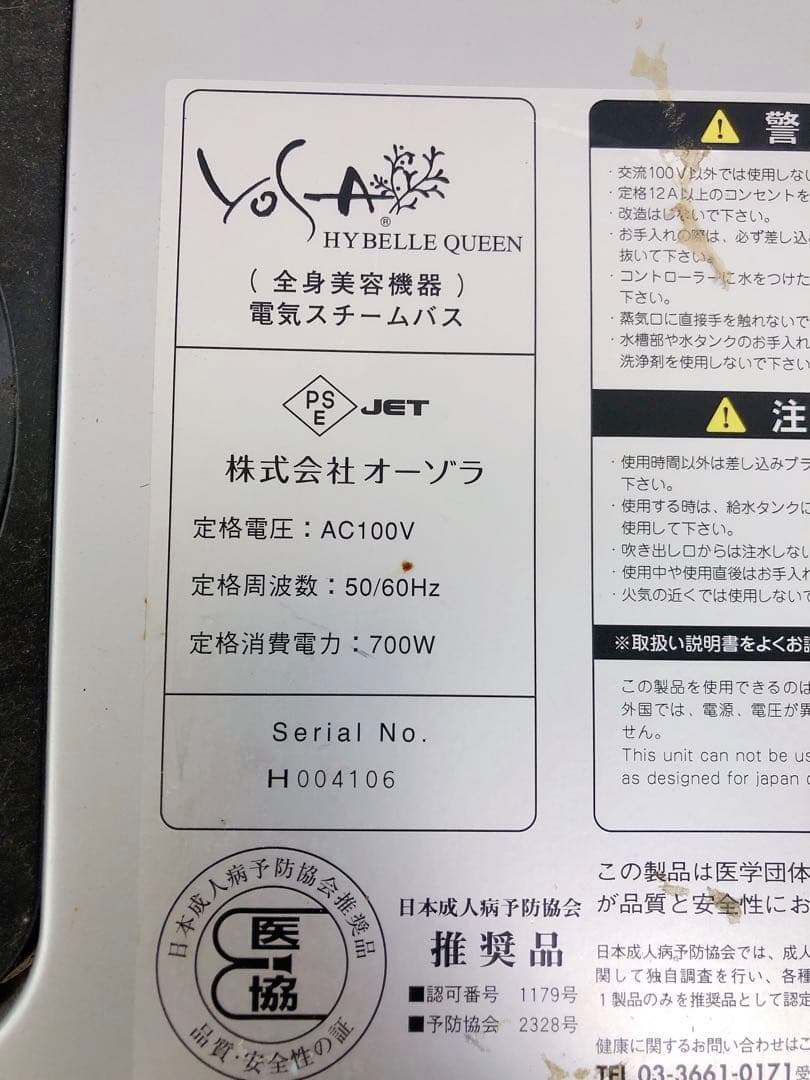 YOSA®
HYBELLE QUEEN
( 全身美容機器 )
電気スチームバス
PSE JET
株式会社オーゾラ
定格電圧：AC100V
定格周波数：50/60Hz
定格消費電力：700W
Serial No.
H004106
警
・交流100V以外では使用しない
・定格12A以上のコンセントを
・改造はしないで下さい。
・お手入れの際は、必ず差し込み
抜いて下さい。
・コントローラーに水をつけた
下さい。
・蒸気口に直接手を触れないで
・水槽部や水タンクのお手入れ
洗浄剤を使用しないで下さい
注
・使用時間以外は差し込みプラ
下さい。
・使用する時は、給水タンクに
使用して下さい。
・吹き出し口からは注水しない
・使用中や使用直後はお手入れ
・火気の近くでは使用しないで
※取扱い説明書をよくお読
この製品を使用できるのは
外国では、電源、電圧が異
せん。
This unit can not be us
as designed for japan
日本成人病予防協会推奨品
医協
品質・安全性の証
日本成人病予防協会
推奨品
■認可番号 1179号
■予防協会 2328号
この製品は医学団体
が品質と安全性にお
日本成人病予防協会では、成人
関して独自調査を行い、各種
1製品のみを推奨品として認定
健康に関するお問い合わせはこ
TEL 03-3661-0171受